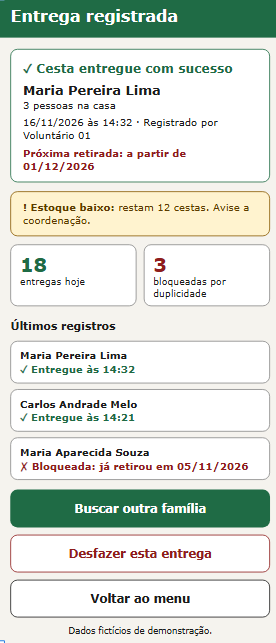 Entrega registrada
✓ Cesta entregue com sucesso
Maria Pereira Lima
3 pessoas na casa
16/11/2026 às 14:32 · Registrado por
Voluntário 01
Próxima retirada: a partir de
01/12/2026
! Estoque baixo: restam 12 cestas. Avise a
coordenação.
18
entregas hoje
3
bloqueadas por
duplicidade
Últimos registros
Maria Pereira Lima
✓ Entregue às 14:32
Carlos Andrade Melo
✓ Entregue às 14:21
Maria Aparecida Souza
✗ Bloqueada: já retirou em 05/11/2026
Buscar outra família
Desfazer esta entrega
Voltar ao menu
Dados fictícios de demonstração.